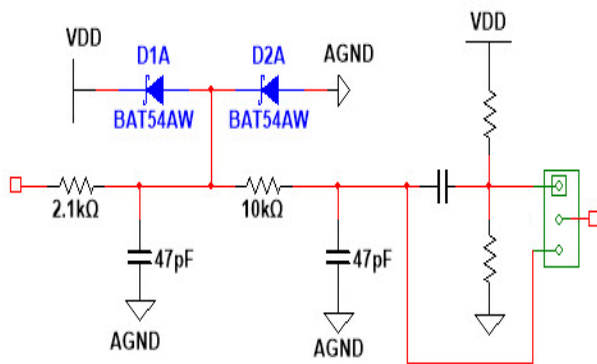 VDD
D1A
BAT54AW
D2A
BAT54AW
AGND
VDD
2.1kΩ
47pF
AGND
10kΩ
47pF
AGND